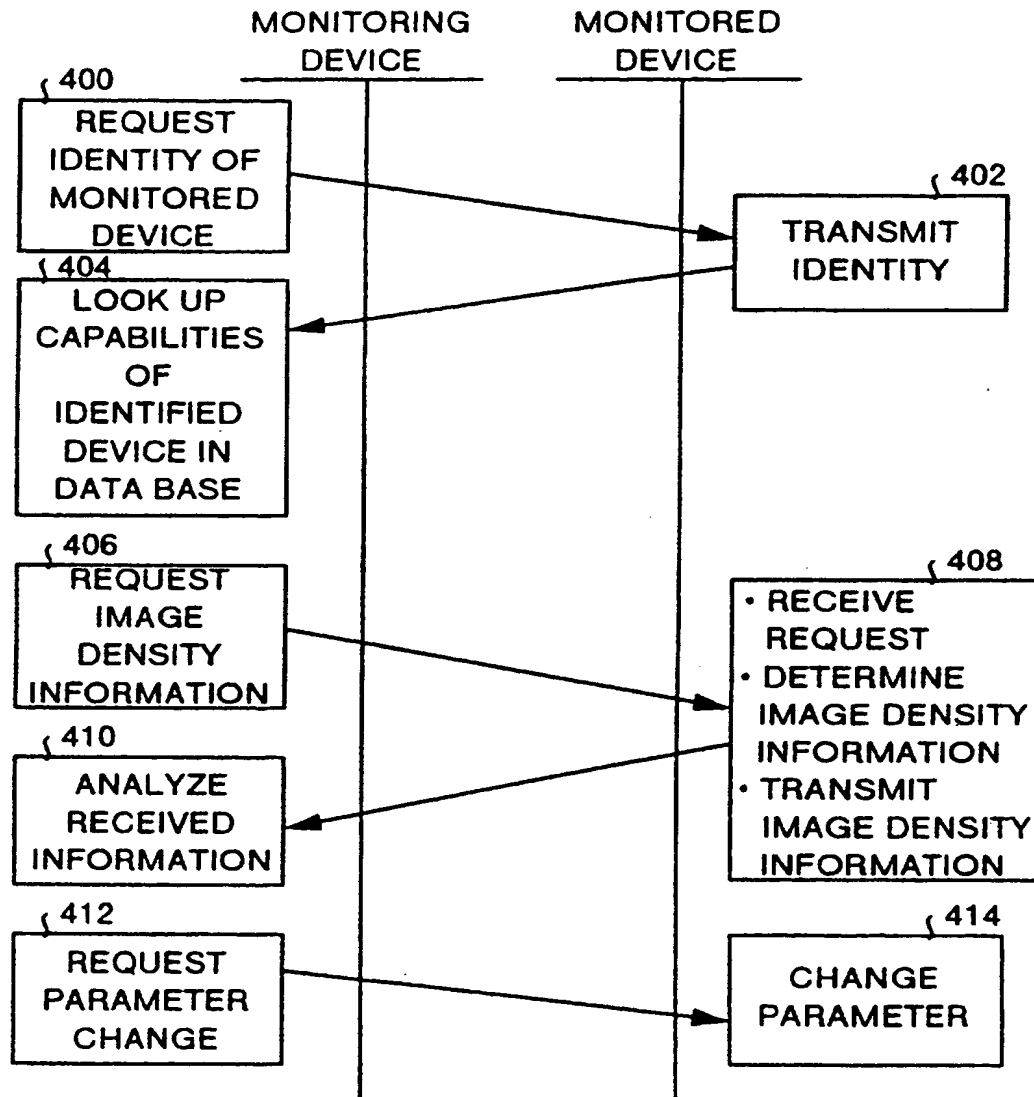 MONITORING
DEVICE
MONITORED
DEVICE
400
REQUEST
IDENTITY OF
MONITORED
DEVICE
402
TRANSMIT
IDENTITY
404
LOOK UP
CAPABILITIES
OF
IDENTIFIED
DEVICE IN
DATA BASE
406
REQUEST
IMAGE
DENSITY
INFORMATION
408
• RECEIVE
REQUEST
• DETERMINE
IMAGE DENSITY
INFORMATION
• TRANSMIT
IMAGE DENSITY
INFORMATION
410
ANALYZE
RECEIVED
INFORMATION
412
REQUEST
PARAMETER
CHANGE
414
CHANGE
PARAMETER